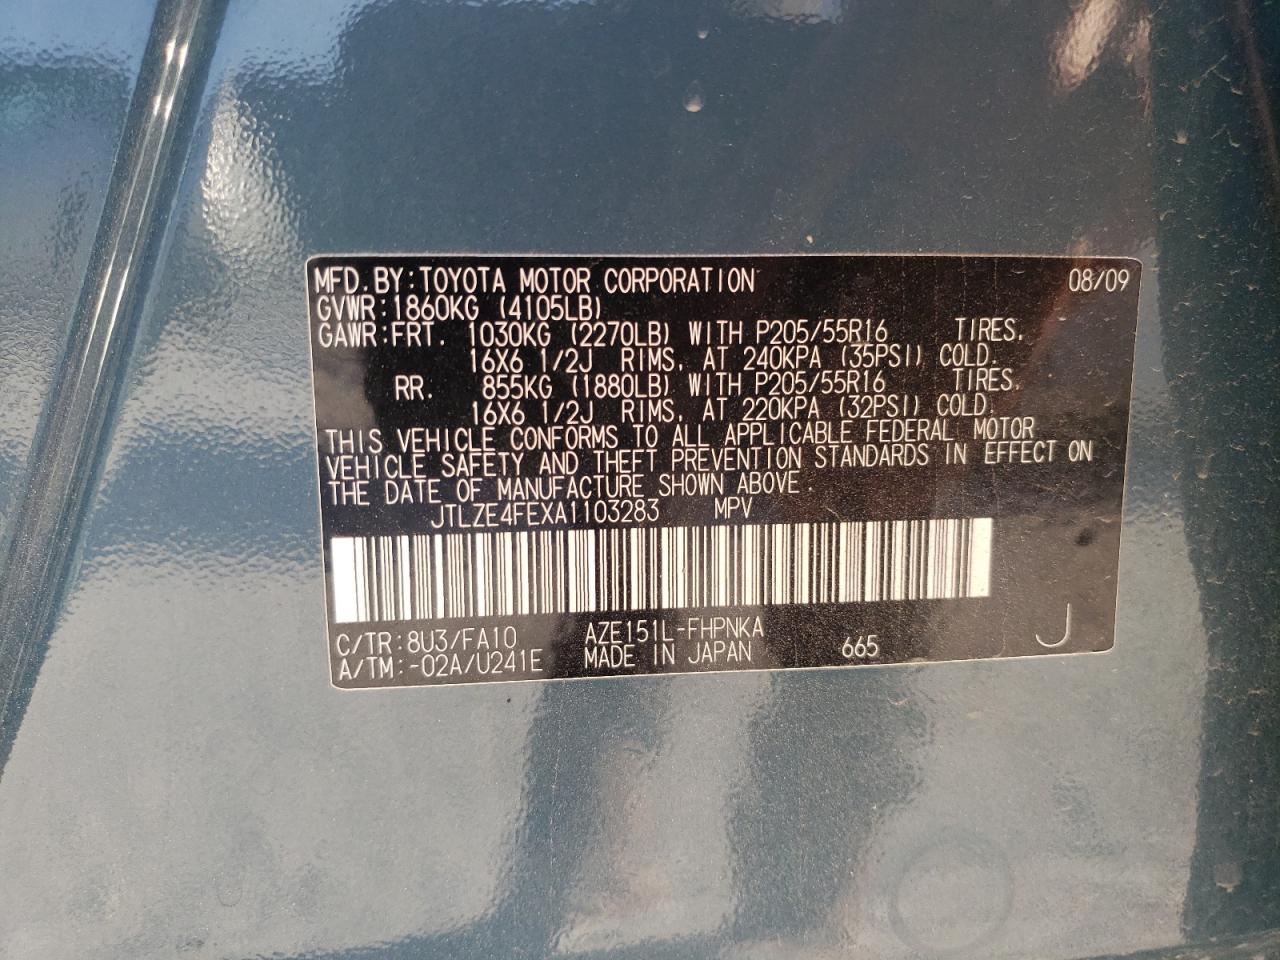 MFD.BY:TOYOTA MOTOR CORPORATION 08/09
GVWR:1860KG (4105LB)
GAWR:FRT. 1030KG (2270LB) WITH P205/55R16 TIRES,
16X6 1/2J RIMS, AT 240KPA (35PSI) COLD.
RR. 855KG (1880LB) WITH P205/55R16 TIRES,
16X6 1/2J RIMS, AT 220KPA (32PSI) COLD.
THIS VEHICLE CONFORMS TO ALL APPLICABLE FEDERAL MOTOR
VEHICLE SAFETY AND THEFT PREVENTION STANDARDS IN EFFECT ON
THE DATE OF MANUFACTURE SHOWN ABOVE.
JTLZE4FEXA1103283 MPV
C/TR:8U3/FA10 AZE151L-FHPNKA
A/TM:-02A/U241E MADE IN JAPAN 665 J